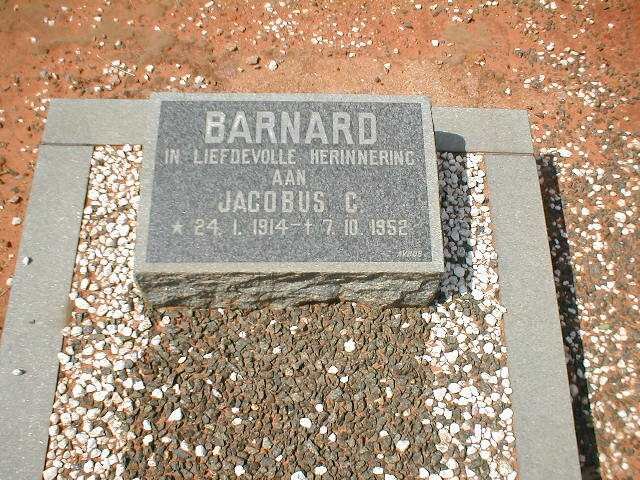 BARNARD
IN LIEFDEVOLLE HERINNERING
AAN
JACOBUS C.
★ 24. 1. 1914 - † 7. 10. 1952